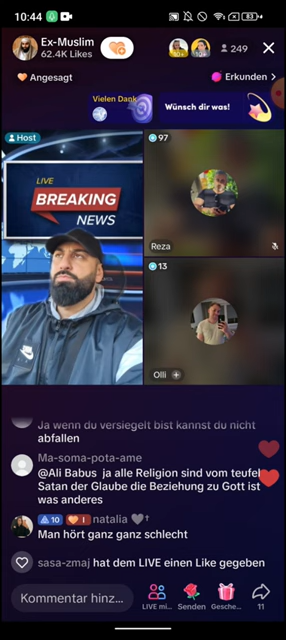 10:44
83
Ex-Muslim
62.4K Likes
10+
10+
249
Angesagt
Erkunden
Vielen Dank
Wünsch dir was!
Host
97
LIVE
BREAKING
NEWS
Reza
13
Olli
Ja wenn du versiegelt bist kannst du nicht
abfallen
Ma-soma-pota-ame
@Ali Babus ja alle Religion sind vom teufel
Satan der Glaube die Beziehung zu Gott ist
was anderes
10 I natalia 🩶†
Man hört ganz ganz schlecht
sasa-zmaj hat dem LIVE einen Like gegeben
Kommentar hinz...
LIVE mi...
Senden
Gesche...
11